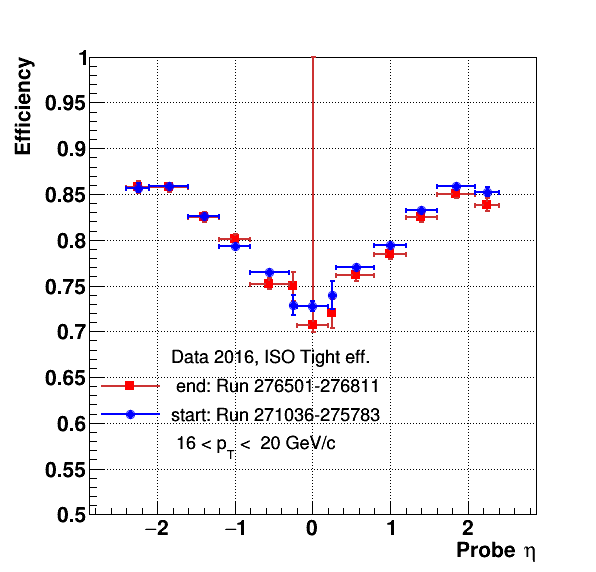 Efficiency
1
0.95
0.9
0.85
0.8
0.75
0.7
0.65
0.6
0.55
0.5
Data 2016, ISO Tight eff.
end: Run 276501-276811
start: Run 271036-275783
16 < p_T < 20 GeV/c
−2 −1 0 1 2
Probe η